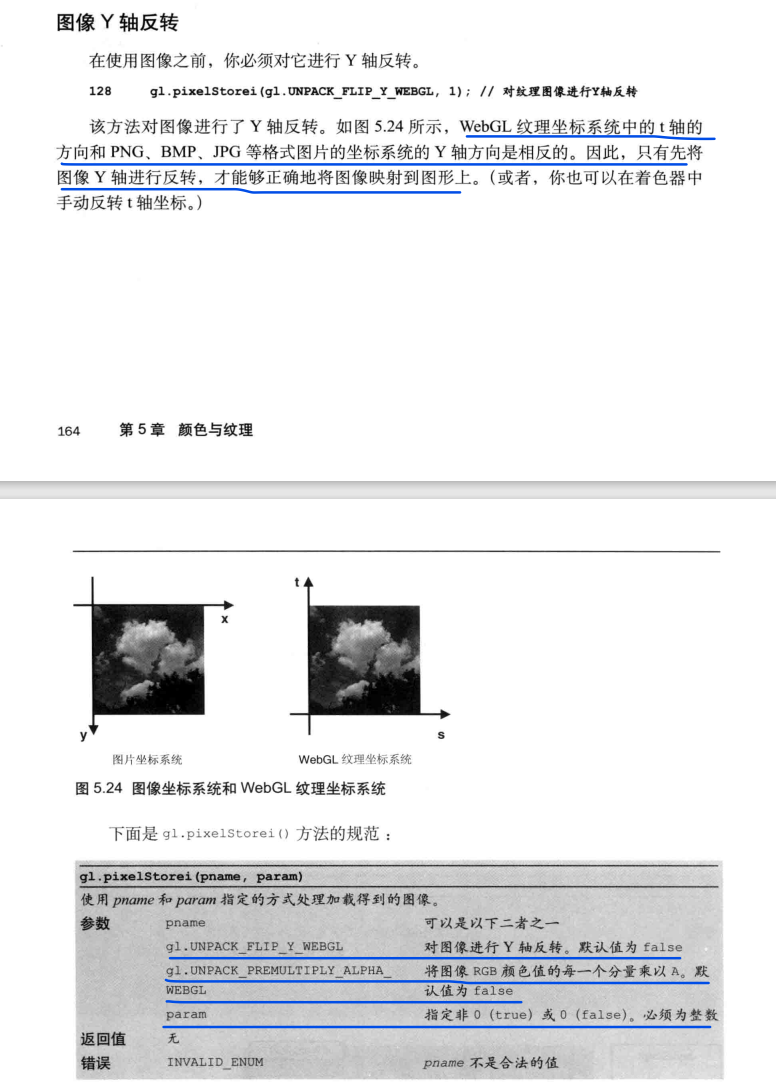 图像 Y 轴反转
在使用图像之前，你必须对它进行 Y 轴反转。
128 gl.pixelStorei(gl.UNPACK_FLIP_Y_WEBGL, 1); // 对纹理图像进行Y轴反转
该方法对图像进行了 Y 轴反转。如图 5.24 所示，WebGL 纹理坐标系统中的 t 轴的
方向和 PNG、BMP、JPG 等格式图片的坐标系统的 Y 轴方向是相反的。因此，只有先将
图像 Y 轴进行反转，才能够正确地将图像映射到图形上。（或者，你也可以在着色器中
手动反转 t 轴坐标。）
164 第 5 章 颜色与纹理
x
y
图片坐标系统
t
s
WebGL 纹理坐标系统
图 5.24 图像坐标系统和 WebGL 纹理坐标系统
下面是 gl.pixelStorei() 方法的规范：
gl.pixelStorei(pname, param)
使用 pname 和 param 指定的方式处理加载得到的图像。
参数 pname 可以是以下二者之一
gl.UNPACK_FLIP_Y_WEBGL 对图像进行 Y 轴反转。默认值为 false
gl.UNPACK_PREMULTIPLY_ALPHA_ 将图像 RGB 颜色值的每一个分量乘以 A。默
WEBGL 认值为 false
param 指定非 0 (true) 或 0 (false)。必须为整数
返回值 无
错误 INVALID_ENUM pname 不是合法的值